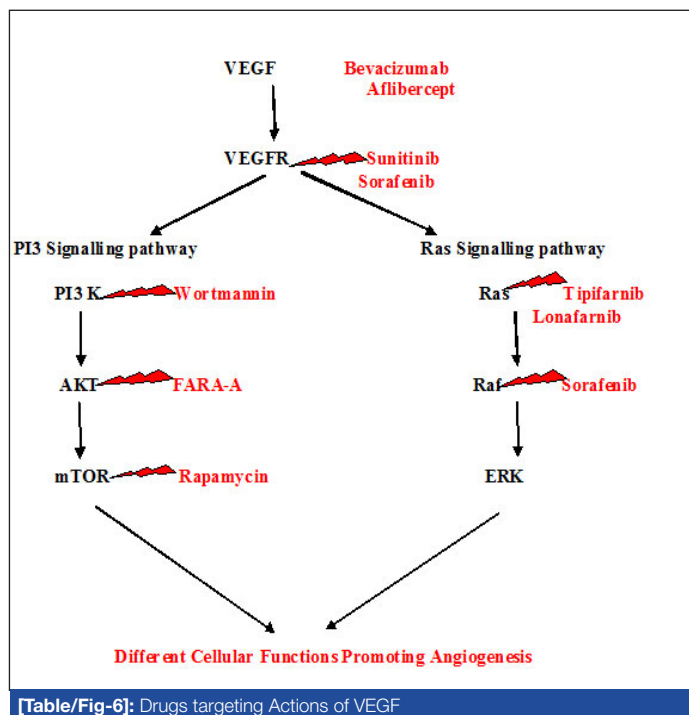 VEGF Bevacizumab
Aflibercept
VEGFR Sunitinib
Sorafenib
PI3 Signalling pathway Ras Signalling pathway
PI3 K Wortmannin Ras Tipifarnib
Lonafarnib
AKT FARA-A Raf Sorafenib
mTOR Rapamycin ERK
Different Cellular Functions Promoting Angiogenesis
[Table/Fig-6]: Drugs targeting Actions of VEGF